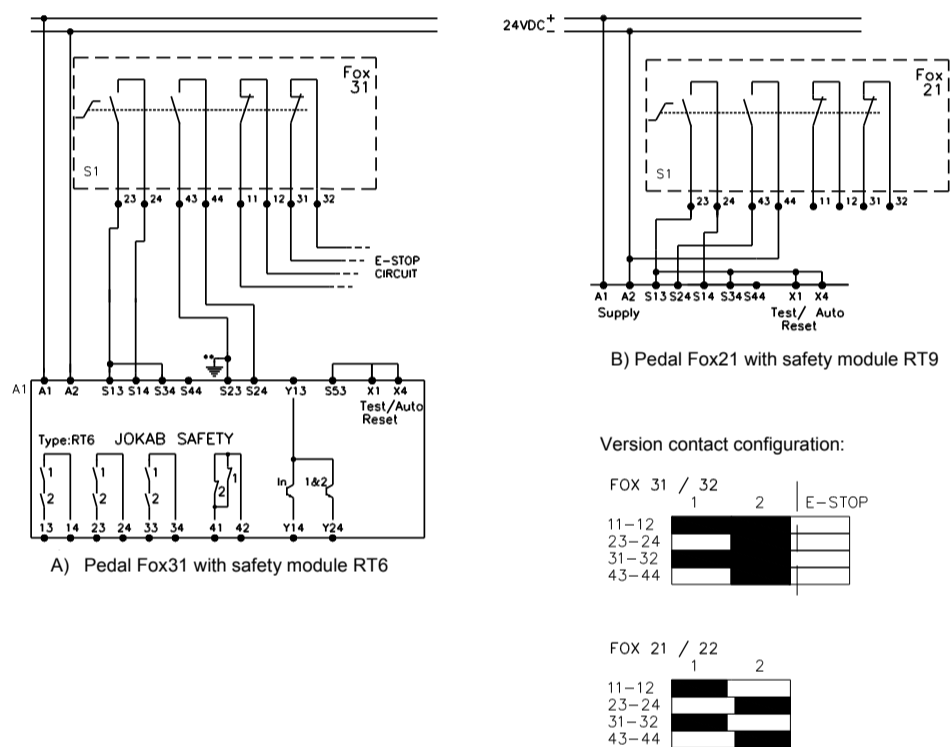 Fox
31
S1
23 24 43 44 11 12 31 32
E-STOP
CIRCUIT
**
A1 A1 A2 S13 S14 S34 S44 S23 S24 Y13 S53 X1 X4
Test/Auto
Reset
Type:RT6 JOKAB SAFETY
1 1 1 2 1 In 1&2
2 2 2
13 14 23 24 33 34 41 42 Y14 Y24
A) Pedal Fox31 with safety module RT6
24VDC + -
Fox
21
S1
23 24 43 44 11 12 31 32
A1 A2 S13 S24 S14 S34 S44 X1 X4
Supply Test/ Auto
Reset
B) Pedal Fox21 with safety module RT9
Version contact configuration:
FOX 31 / 32
1 2 E-STOP
11-12
23-24
31-32
43-44
FOX 21 / 22
1 2
11-12
23-24
31-32
43-44